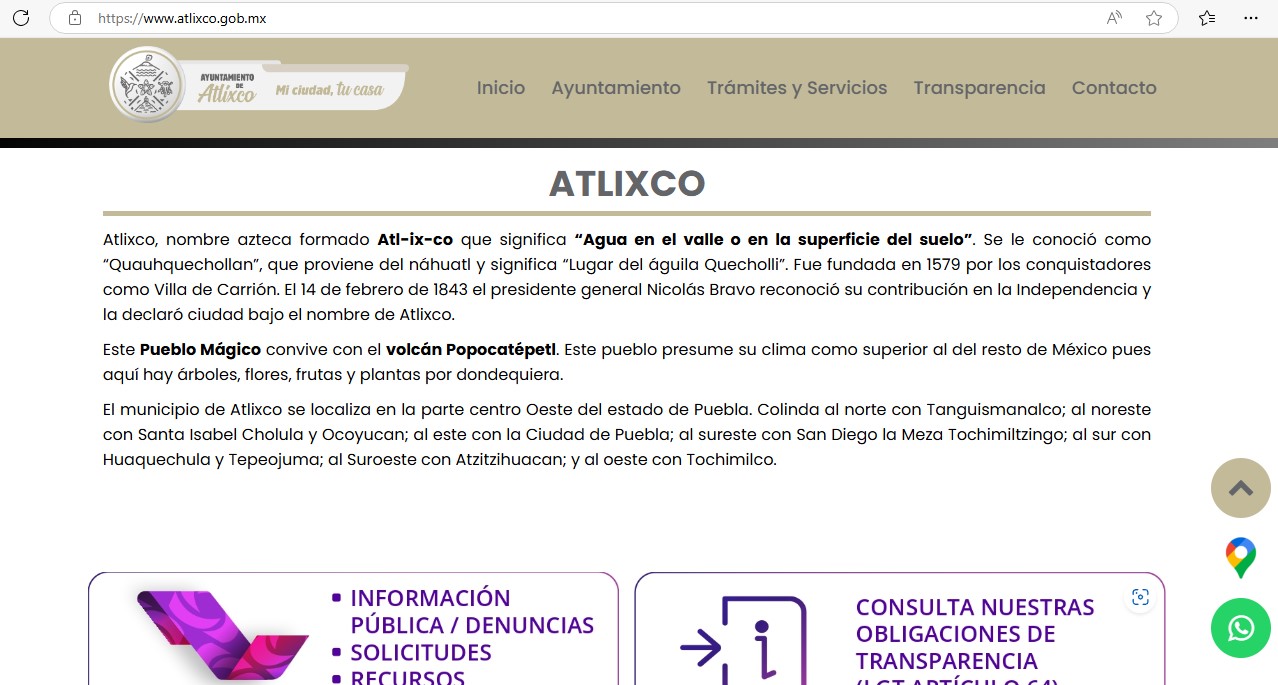 https://www.atlixco.gob.mx
AYUNTAMIENTO
DE
Atlixco
Mi ciudad, tu casa
Inicio Ayuntamiento Trámites y Servicios Transparencia Contacto
ATLIXCO
Atlixco, nombre azteca formado Atl-ix-co que significa “Agua en el valle o en la superficie del suelo”. Se le conoció como
“Quauhquechollan”, que proviene del náhuatl y significa “Lugar del águila Quecholli”. Fue fundada en 1579 por los conquistadores
como Villa de Carrión. El 14 de febrero de 1843 el presidente general Nicolás Bravo reconoció su contribución en la Independencia y
la declaró ciudad bajo el nombre de Atlixco.
Este Pueblo Mágico convive con el volcán Popocatépetl. Este pueblo presume su clima como superior al del resto de México pues
aquí hay árboles, flores, frutas y plantas por dondequiera.
El municipio de Atlixco se localiza en la parte centro Oeste del estado de Puebla. Colinda al norte con Tanguismanalco; al noreste
con Santa Isabel Cholula y Ocoyucan; al este con la Ciudad de Puebla; al sureste con San Diego la Meza Tochimiltzingo; al sur con
Huaquechula y Tepeojuma; al Suroeste con Atzitzihuacan; y al oeste con Tochimilco.
INFORMACIÓN
PÚBLICA / DENUNCIAS
SOLICITUDES
RECURSOS
CONSULTA NUESTRAS
OBLIGACIONES DE
TRANSPARENCIA
(LGT ARTÍCULO 64)